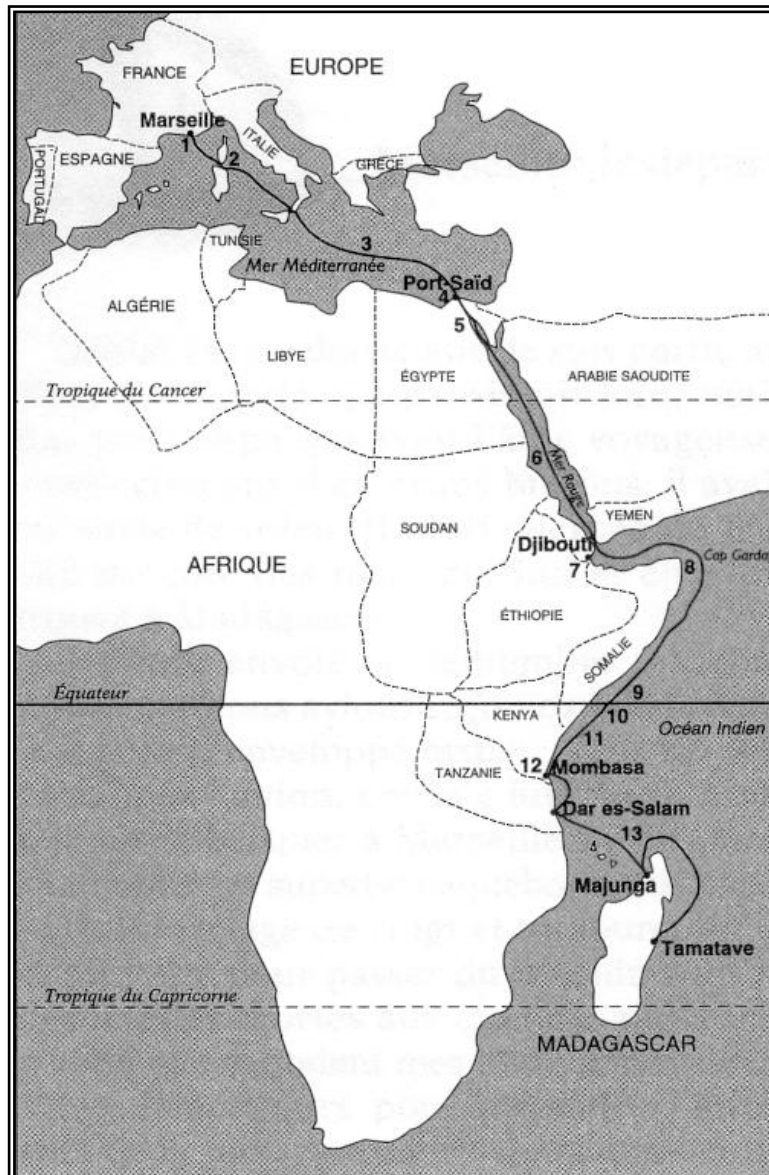 FRANCE
EUROPE
Marseille
1
ITALIE
2
ESPAGNE
PORTUGAL
GRÈCE
TUNISIE
3
Mer Méditerranée
Port-Saïd
4
5
ALGÉRIE
LIBYE
ÉGYPTE
ARABIE SAOUDITE
Tropique du Cancer
6
Mer Rouge
SOUDAN
YEMEN
Djibouti
Cap Gardaf
7
8
AFRIQUE
ÉTHIOPIE
SOMALIE
Équateur
9
KENYA
10
Océan Indien
11
TANZANIE
12
Mombasa
Dar es-Salam
13
Majunga
Tamatave
Tropique du Capricorne
MADAGASCAR